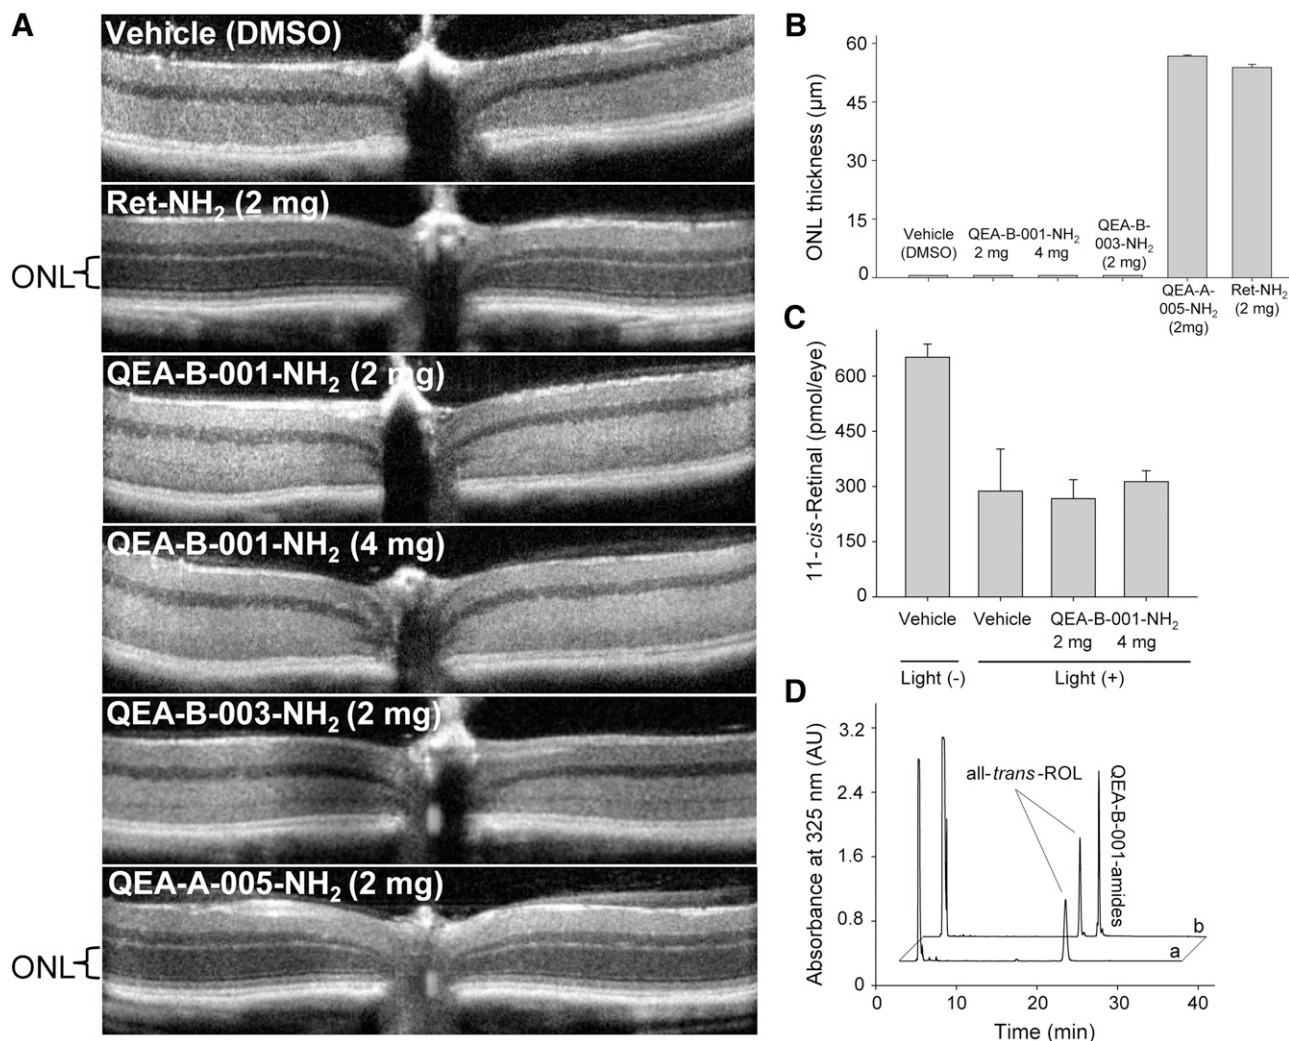 A
Vehicle (DMSO)
Ret-NH2 (2 mg)
ONL
QEA-B-001-NH2 (2 mg)
QEA-B-001-NH2 (4 mg)
QEA-B-003-NH2 (2 mg)
QEA-A-005-NH2 (2 mg)
ONL
B
ONL thickness (µm)
60
45
30
15
0
Vehicle
(DMSO)
QEA-B-001-NH2
2 mg 4 mg
QEA-B-
003-NH2
(2 mg)
QEA-A-
005-NH2
(2mg)
Ret-NH2
(2 mg)
C
11-cis-Retinal (pmol/eye)
600
450
300
150
0
Vehicle
Vehicle
QEA-B-001-NH2
2 mg 4 mg
Light (-)
Light (+)
D
Absorbance at 325 nm (AU)
3.2
2.4
1.6
0.8
0
all-trans-ROL
QEA-B-001-amides
b
a
0 10 20 30 40
Time (min)